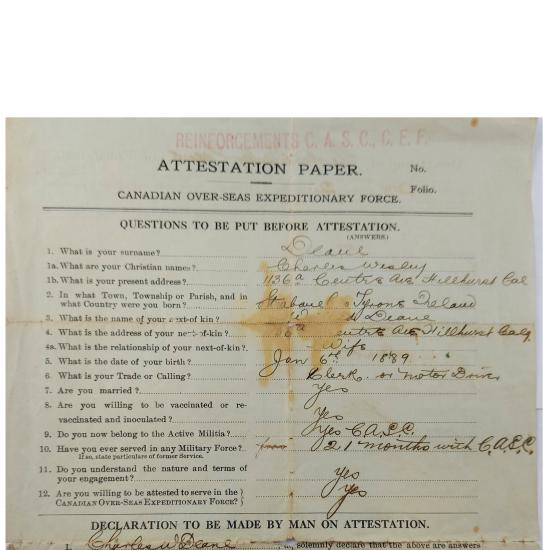 REINFORCEMENTS C. A. S. C., C. E. F.
ATTESTATION PAPER. No.
Folio.
CANADIAN OVER-SEAS EXPEDITIONARY FORCE.
QUESTIONS TO BE PUT BEFORE ATTESTATION.
(ANSWERS.)
1. What is your surname? Deane
1a. What are your Christian names? Charles Wesley
1b. What is your present address? 1136a Centre Ave Hillhurst Cal
2. In what Town, Township or Parish, and in
what Country were you born? Tyrone Ireland
3. What is the name of your next-of-kin? Deane
4. What is the address of your next-of-kin? Ave Hillhurst Calg
4a. What is the relationship of your next-of-kin? Wife
5. What is the date of your birth? Jan 6th 1889
6. What is your Trade or Calling? Clerk or Motor Driver
7. Are you married? Yes
8. Are you willing to be vaccinated or re-
vaccinated and inoculated? Yes
9. Do you now belong to the Active Militia? Yes C.A.S.C.
10. Have you ever served in any Military Force? 21 months with C.A.S.C.
If so, state particulars of former Service.
11. Do you understand the nature and terms of
your engagement? Yes
12. Are you willing to be attested to serve in the
CANADIAN OVER-SEAS EXPEDITIONARY FORCE? Yes
DECLARATION TO BE MADE BY MAN ON ATTESTATION.
I, Charles W Deane, do, solemnly declare that the above are answers